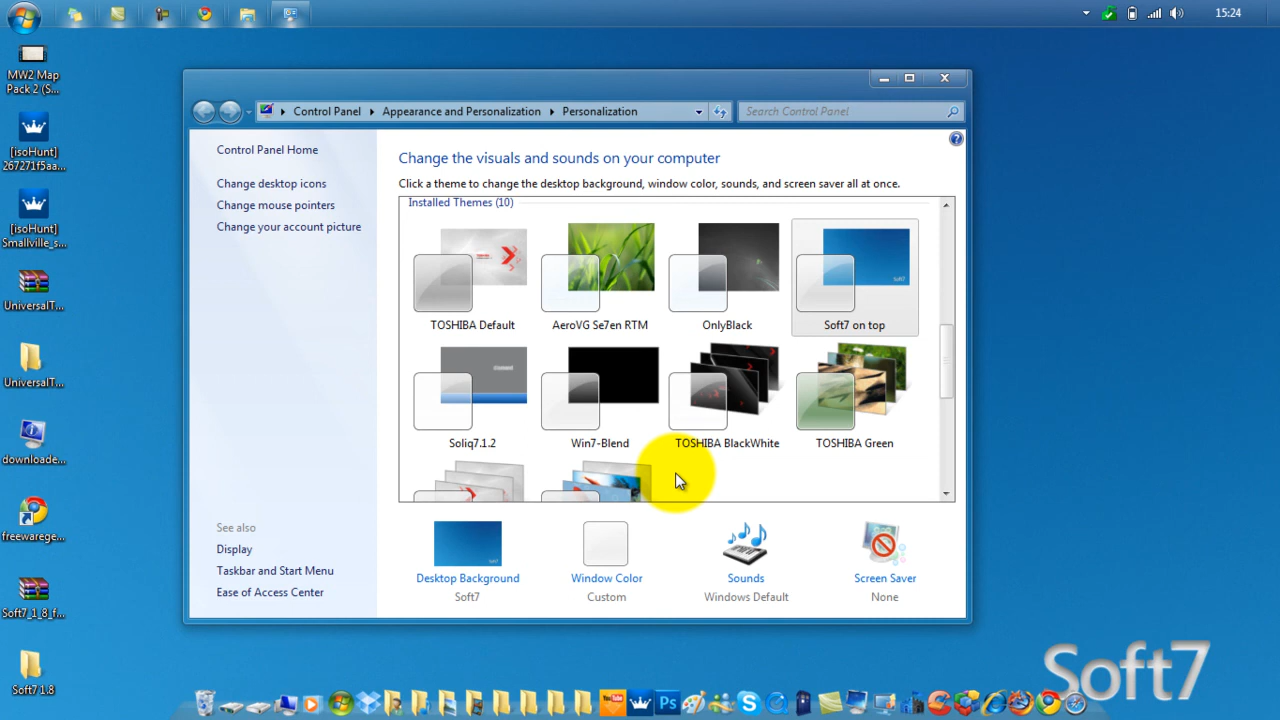 15:24
MW2 Map
Pack 2 (S...
[isoHunt]
267271f5aa...
[isoHunt]
Smallville_s...
UniversalT...
UniversalT...
downloade...
freewarege...
Soft7_1_8_f...
Soft7 1.8
Control Panel
Appearance and Personalization
Personalization
Search Control Panel
Control Panel Home
Change desktop icons
Change mouse pointers
Change your account picture
See also
Display
Taskbar and Start Menu
Ease of Access Center
Change the visuals and sounds on your computer
Click a theme to change the desktop background, window color, sounds, and screen saver all at once.
Installed Themes (10)
TOSHIBA Default
AeroVG Se7en RTM
OnlyBlack
Soft7
Soft7 on top
Soliq7.1.2
Win7-Blend
TOSHIBA BlackWhite
TOSHIBA Green
Desktop Background
Soft7
Window Color
Custom
Sounds
Windows Default
Screen Saver
None
Soft7
You
Tube
Ps